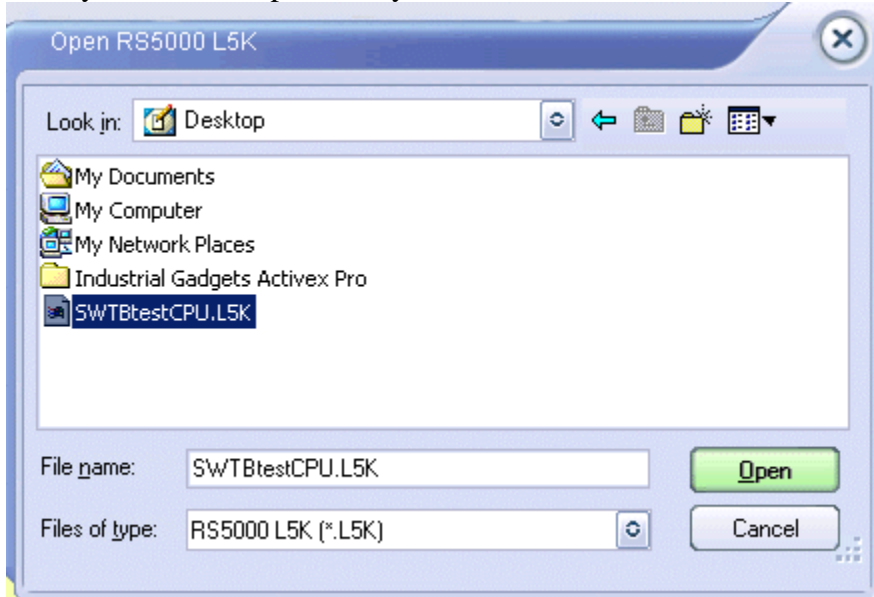 Open RS5000 L5K
Look in: Desktop
My Documents
My Computer
My Network Places
Industrial Gadgets Activex Pro
SWTBtestCPU.L5K
File name: SWTBtestCPU.L5K
Open
Files of type: RS5000 L5K (*.L5K)
Cancel